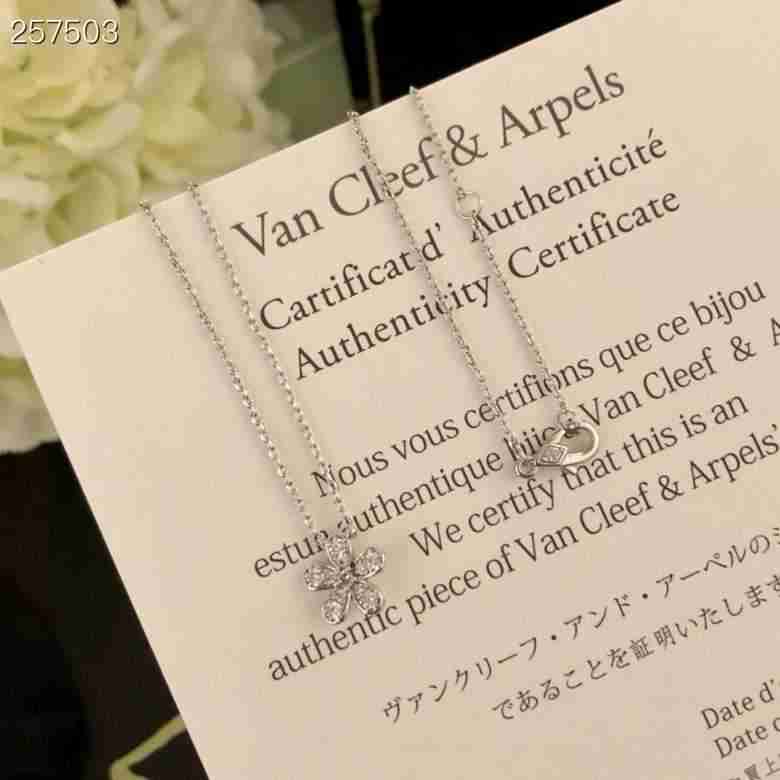 257503
Van Cleef & Arpels
Cartificat d' Authenticité
Authenticity Certificate
Nous vous certifions que ce bijou
estun authentique Van Cleef &
We certify that this is an
authentic piece of Van Cleef & Arpels'
ヴァンクリーフ・アンド・アーペルの
であることを証明いたします
Date d'
Date